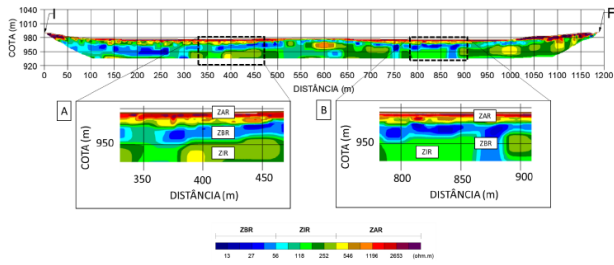 I F
1040
1020
1000
980
960
940
920
COTA (m)
0 50 100 150 200 250 300 350 400 450 500 550 600 650 700 750 800 850 900 950 1000 1050 1100 1150 1200
DISTÂNCIA (m)
A
ZAR
ZBR
ZIR
COTA (m)
950
350 400 450
DISTÂNCIA (m)
B
ZAR
ZIR
ZBR
COTA (m)
950
800 850 900
DISTÂNCIA (m)
ZBR ZIR ZAR
13 27 56 118 252 546 1196 2653 (ohm.m)